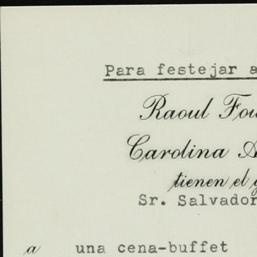 Para festejar a
Raoul Fou
Carolina A
tienen el g
Sr. Salvador
a una cena-buffet